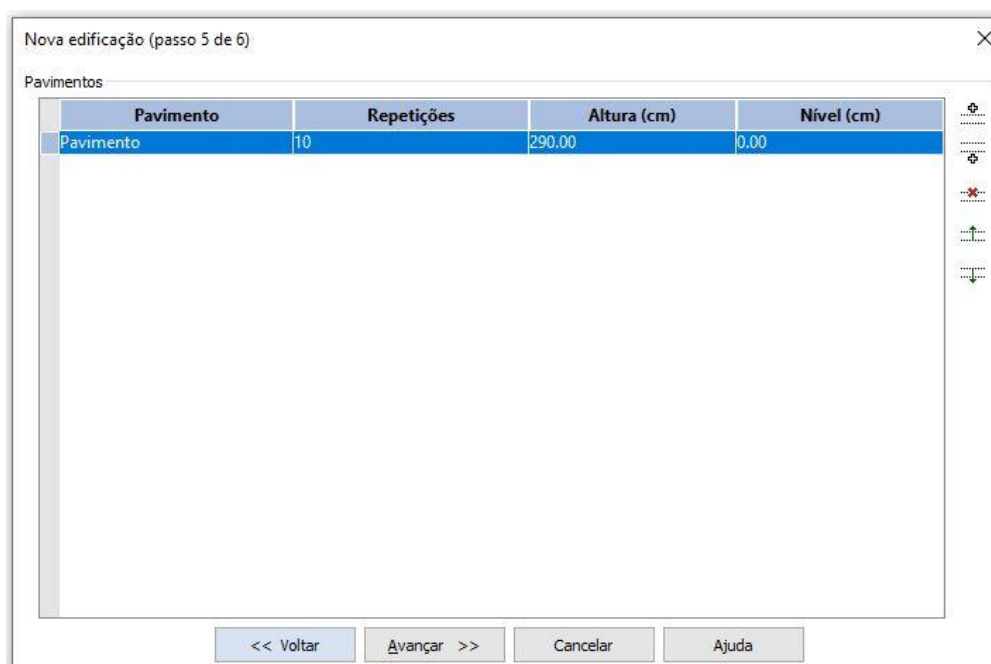 Nova edificação (passo 5 de 6)
Pavimentos
Pavimento Repetições Altura (cm) Nível (cm)
Pavimento 10 290.00 0.00
<< Voltar Avançar >> Cancelar Ajuda